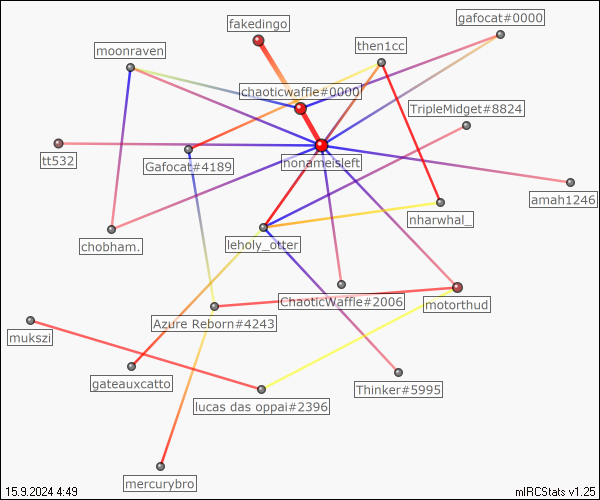 fakedingo
gafocat#0000
moonraven
then1cc
chaoticwaffle#0000
TripleMidget#8824
tt532
Gafocat#4189
nonameisleft
amah1246
nharwhal_
chobham.
leholy_otter
ChaoticWaffle#2006
motorthud
Azure Reborn#4243
mukszi
gateauxcatto
Thinker#5995
lucas das oppai#2396
mercurybro
15.9.2024 4:49
mIRCStats v1.25